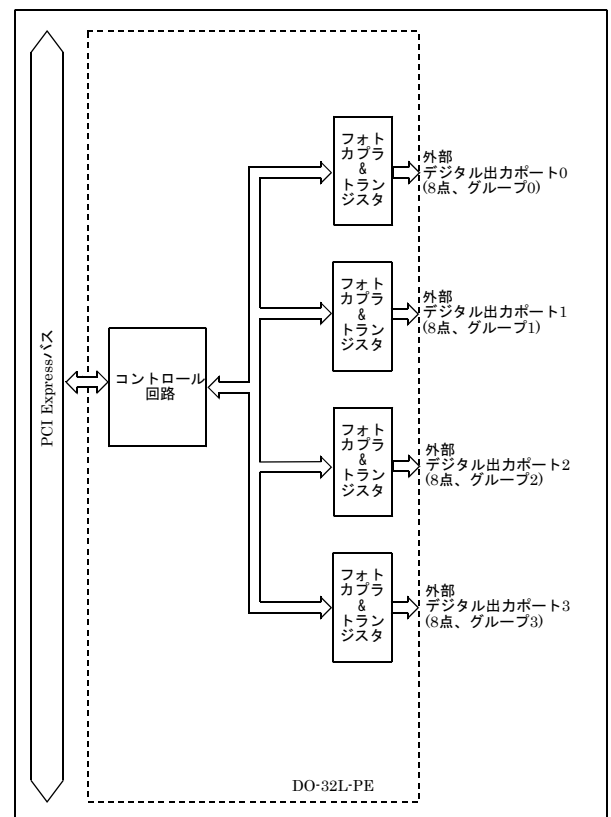 フォト
カプラ
&
トラン
ジスタ
外部
デジタル出力ポート0
(8点、グループ0)
フォト
カプラ
&
トラン
ジスタ
外部
デジタル出力ポート1
(8点、グループ1)
PCI Expressバス
コントロール
回路
フォト
カプラ
&
トラン
ジスタ
外部
デジタル出力ポート2
(8点、グループ2)
フォト
カプラ
&
トラン
ジスタ
外部
デジタル出力ポート3
(8点、グループ3)
DO-32L-PE